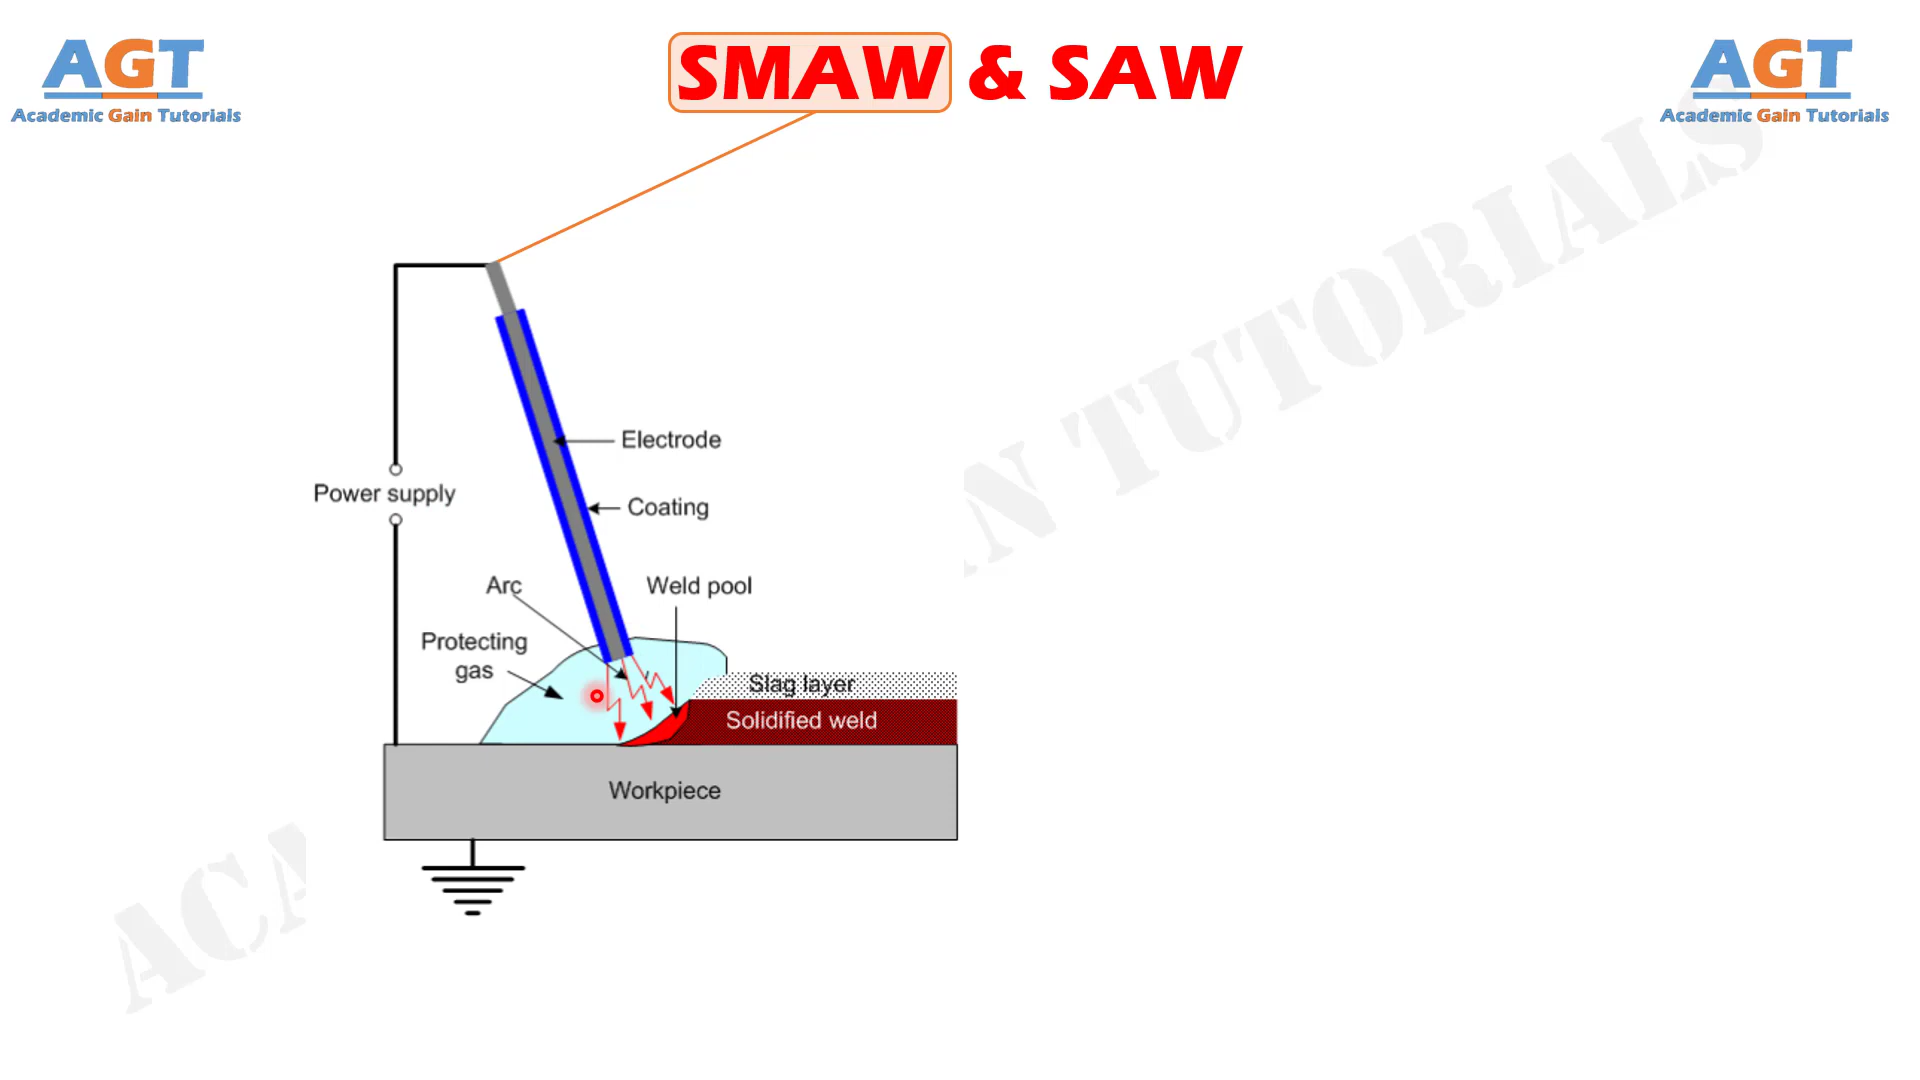 AGT
Academic Gain Tutorials
SMAW & SAW
AGT
Academic Gain Tutorials
Electrode
Power supply
Coating
Arc
Weld pool
Protecting
gas
Slag layer
Solidified weld
Workpiece
ACA
N TUTORIALS